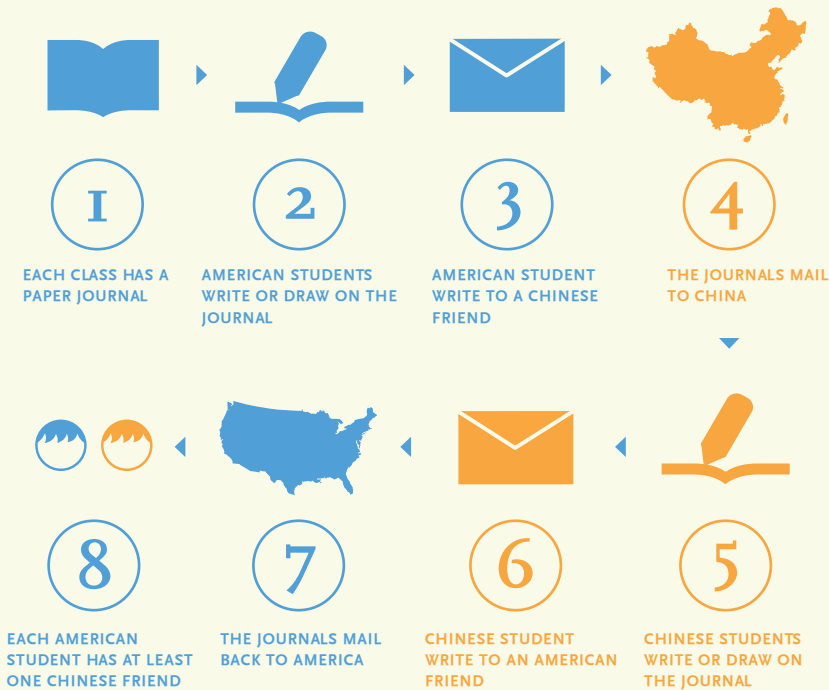 1
EACH CLASS HAS A
PAPER JOURNAL
2
AMERICAN STUDENTS
WRITE OR DRAW ON THE
JOURNAL
3
AMERICAN STUDENT
WRITE TO A CHINESE
FRIEND
4
THE JOURNALS MAIL
TO CHINA
5
CHINESE STUDENTS
WRITE OR DRAW ON
THE JOURNAL
6
CHINESE STUDENT
WRITE TO AN AMERICAN
FRIEND
7
THE JOURNALS MAIL
BACK TO AMERICA
8
EACH AMERICAN
STUDENT HAS AT LEAST
ONE CHINESE FRIEND